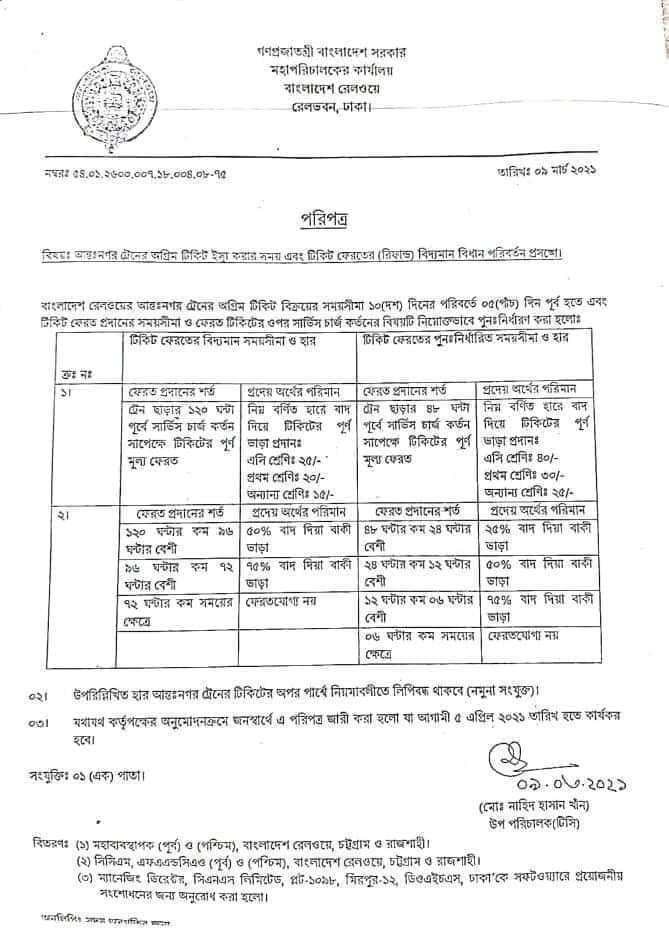 গণপ্রজাতন্ত্রী বাংলাদেশ সরকার
মহাপরিচালকের কার্যালয়
বাংলাদেশ রেলওয়ে
রেলভবন, ঢাকা।
নম্বরঃ ৫৪.০১.২৬০০.০০৭.১৮.০০৪.০৮-৭৫
তারিখঃ ০৯ মার্চ ২০২১
পরিপত্র
বিষয়ঃ আন্তঃনগর ট্রেনের অগ্রিম টিকিট ইস্যু করার সময় এবং টিকিট ফেরতের (রিফান্ড) বিদ্যমান বিধান পরিবর্তন প্রসঙ্গে।
বাংলাদেশ রেলওয়ের আন্তঃনগর ট্রেনের অগ্রিম টিকিট বিক্রয়ের সময়সীমা ১০(দশ) দিনের পরিবর্তে ০৫(পাঁচ) দিন পূর্ব হতে এবং
টিকিট ফেরত প্রদানের সময়সীমা ও ফেরত টিকিটের ওপর সার্ভিস চার্জ কর্তনের বিষয়টি নিম্নোক্তভাবে পুনঃনির্ধারণ করা হলোঃ
ক্রঃ নঃ
টিকিট ফেরতের বিদ্যমান সময়সীমা ও হার
টিকিট ফেরতের পুনঃনির্ধারিত সময়সীমা ও হার
১।
ফেরত প্রদানের শর্ত
প্রদেয় অর্থের পরিমান
ফেরত প্রদানের শর্ত
প্রদেয় অর্থের পরিমান
ট্রেন ছাড়ার ১২০ ঘন্টা
পূর্বে সার্ভিস চার্জ কর্তন
সাপেক্ষে টিকিটের পূর্ণ
মূল্য ফেরত
নিম্ন বর্ণিত হারে বাদ
দিয়ে টিকিটের পূর্ণ
ভাড়া প্রদানঃ
এসি শ্রেণিঃ ২৫/-
প্রথম শ্রেণিঃ ২০/-
অন্যান্য শ্রেণিঃ ১৫/-
ট্রেন ছাড়ার ৪৮ ঘন্টা
পূর্বে সার্ভিস চার্জ কর্তন
সাপেক্ষে টিকিটের পূর্ণ
মূল্য ফেরত
নিম্ন বর্ণিত হারে বাদ
দিয়ে টিকিটের পূর্ণ
ভাড়া প্রদানঃ
এসি শ্রেণিঃ ৪০/-
প্রথম শ্রেণিঃ ৩০/-
অন্যান্য শ্রেণিঃ ২৫/-
২।
ফেরত প্রদানের শর্ত
প্রদেয় অর্থের পরিমান
ফেরত প্রদানের শর্ত
প্রদেয় অর্থের পরিমান
১২০ ঘন্টার কম ৯৬
ঘন্টার বেশী
৫০% বাদ দিয়া বাকী
ভাড়া
৪৮ ঘন্টার কম ২৪ ঘন্টার
বেশী
২৫% বাদ দিয়া বাকী
ভাড়া
৯৬ ঘন্টার কম ৭২
ঘন্টার বেশী
৭৫% বাদ দিয়া বাকী
ভাড়া
২৪ ঘন্টার কম ১২ ঘন্টার
বেশী
৫০% বাদ দিয়া বাকী
ভাড়া
৭২ ঘন্টার কম সময়ের
ক্ষেত্রে
ফেরতযোগ্য নয়
১২ ঘন্টার কম ০৬ ঘন্টার
বেশী
৭৫% বাদ দিয়া বাকী
ভাড়া
০৬ ঘন্টার কম সময়ের
ক্ষেত্রে
ফেরতযোগ্য নয়
০২। উপরিল্লিখিত হার আন্তঃনগর ট্রেনের টিকিটের অপর পার্শ্বে নিয়মাবলীতে লিপিবদ্ধ থাকবে (নমুনা সংযুক্ত)।
০৩। যথাযথ কর্তৃপক্ষের অনুমোদনক্রমে জনস্বার্থে এ পরিপত্র জারী করা হলো যা আগামী ৫ এপ্রিল ২০২১ তারিখ হতে কার্যকর
হবে।
সংযুক্তিঃ ০১ (এক) পাতা।
০৯.০৩.২০২১
(মোঃ নাহিদ হাসান খাঁন)
উপ পরিচালক(টিসি)
বিতরণঃ (১) মহাব্যবস্থাপক (পূর্ব) ও (পশ্চিম), বাংলাদেশ রেলওয়ে, চট্টগ্রাম ও রাজশাহী।
(২) সিসিএম, এফএএন্ডসিএও (পূর্ব) ও (পশ্চিম), বাংলাদেশ রেলওয়ে, চট্টগ্রাম ও রাজশাহী।
(৩) ম্যানেজিং ডিরেক্টর, সিএনএস লিমিটেড, প্লট-১০৯৮, মিরপুর-১২, ডিওএইচএস, ঢাকা'কে সফটওয়্যারে প্রয়োজনীয়
সংশোধনের জন্য অনুরোধ করা হলো।